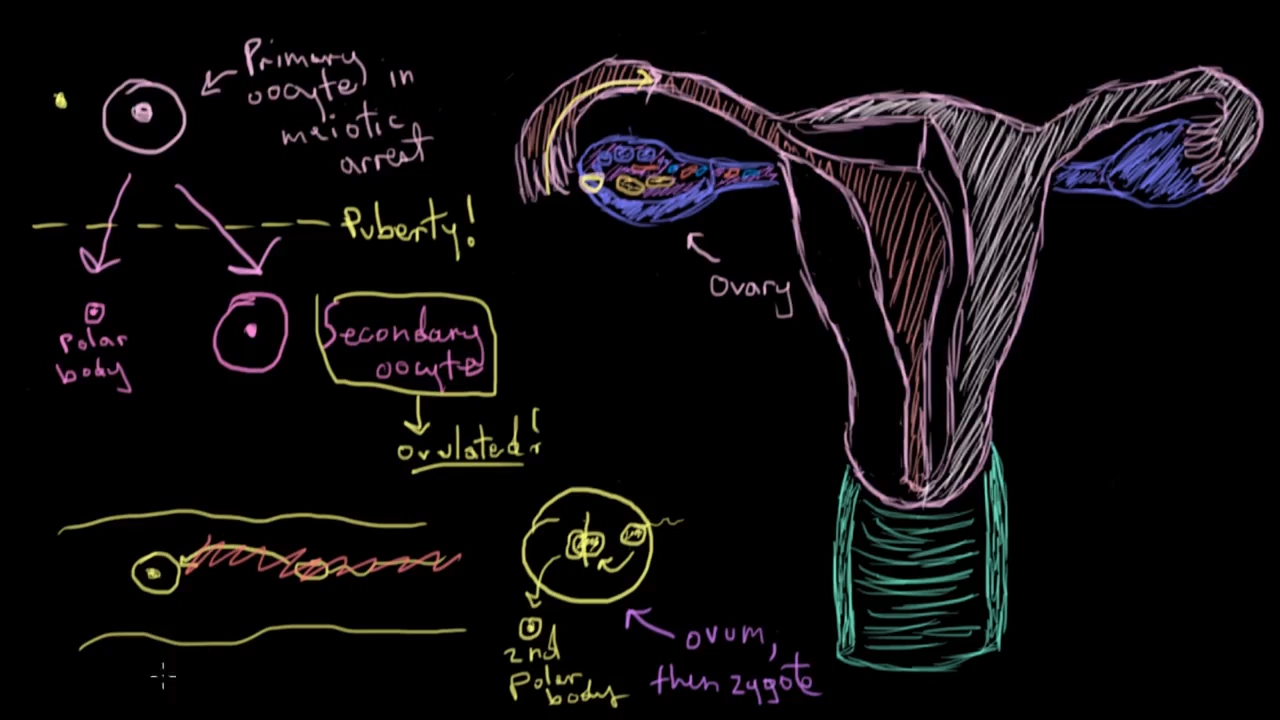 Primary
oocyte in
meiotic
arrest
Puberty!
Polar
body
Secondary
oocyte
Ovulated!
Ovary
2nd
Polar
body
ovum,
then zygote